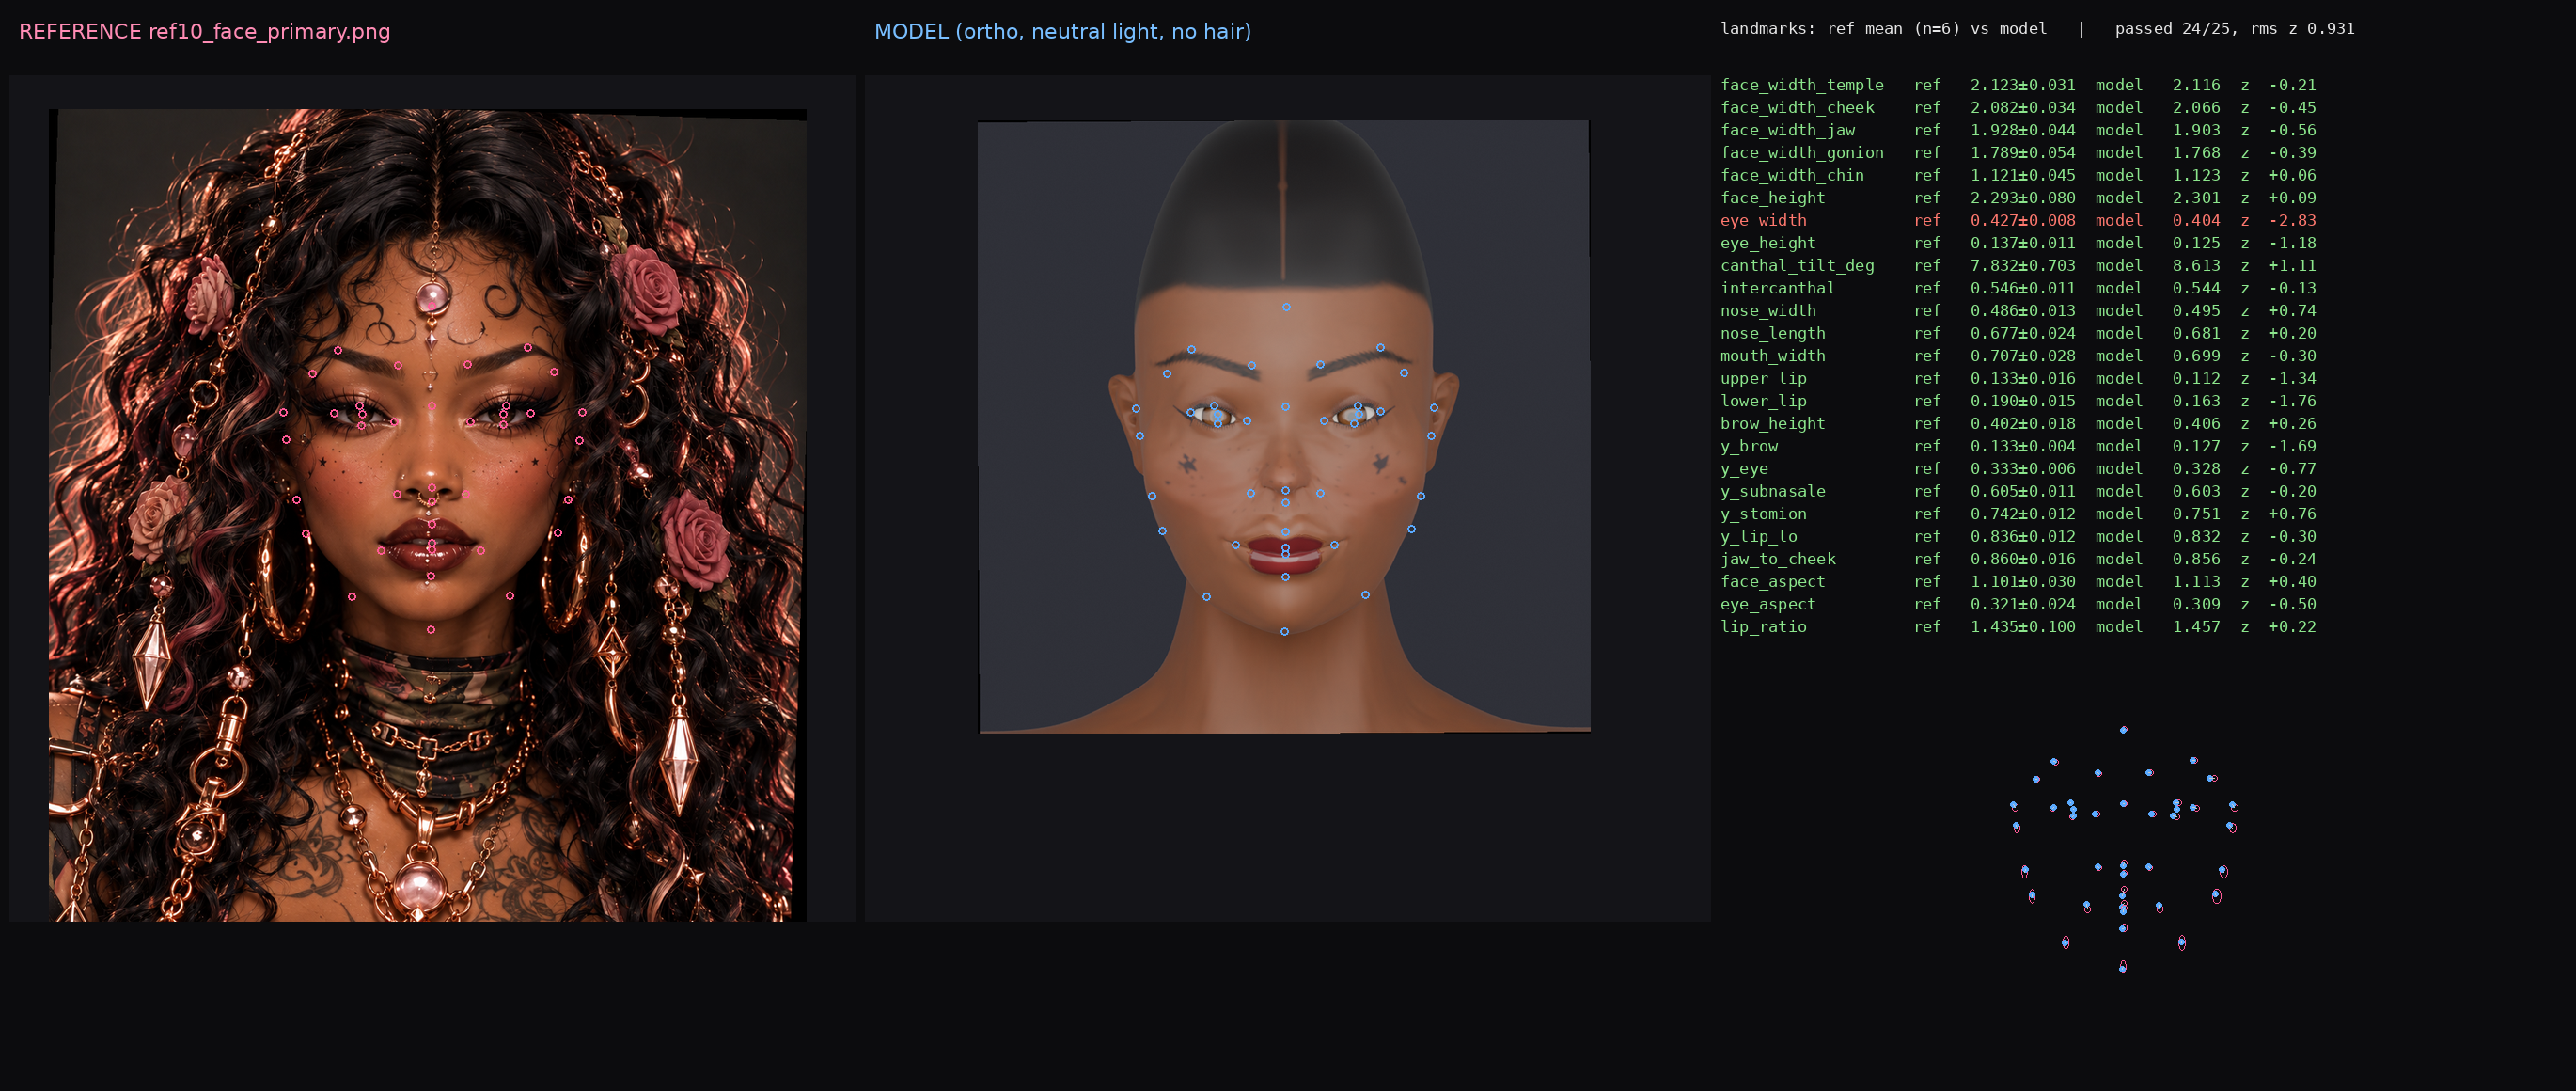 REFERENCE ref10_face_primary.png
MODEL (ortho, neutral light, no hair)
landmarks: ref mean (n=6) vs model | passed 24/25, rms z 0.931
face_width_temple ref 2.123±0.031 model 2.116 z -0.21
face_width_cheek ref 2.082±0.034 model 2.066 z -0.45
face_width_jaw ref 1.928±0.044 model 1.903 z -0.56
face_width_gonion ref 1.789±0.054 model 1.768 z -0.39
face_width_chin ref 1.121±0.045 model 1.123 z +0.06
face_height ref 2.293±0.080 model 2.301 z +0.09
eye_width ref 0.427±0.008 model 0.404 z -2.83
eye_height ref 0.137±0.011 model 0.125 z -1.18
canthal_tilt_deg ref 7.832±0.703 model 8.613 z +1.11
intercanthal ref 0.546±0.011 model 0.544 z -0.13
nose_width ref 0.486±0.013 model 0.495 z +0.74
nose_length ref 0.677±0.024 model 0.681 z +0.20
mouth_width ref 0.707±0.028 model 0.699 z -0.30
upper_lip ref 0.133±0.016 model 0.112 z -1.34
lower_lip ref 0.190±0.015 model 0.163 z -1.76
brow_height ref 0.402±0.018 model 0.406 z +0.26
y_brow ref 0.133±0.004 model 0.127 z -1.69
y_eye ref 0.333±0.006 model 0.328 z -0.77
y_subnasale ref 0.605±0.011 model 0.603 z -0.20
y_stomion ref 0.742±0.012 model 0.751 z +0.76
y_lip_lo ref 0.836±0.012 model 0.832 z -0.30
jaw_to_cheek ref 0.860±0.016 model 0.856 z -0.24
face_aspect ref 1.101±0.030 model 1.113 z +0.40
eye_aspect ref 0.321±0.024 model 0.309 z -0.50
lip_ratio ref 1.435±0.100 model 1.457 z +0.22